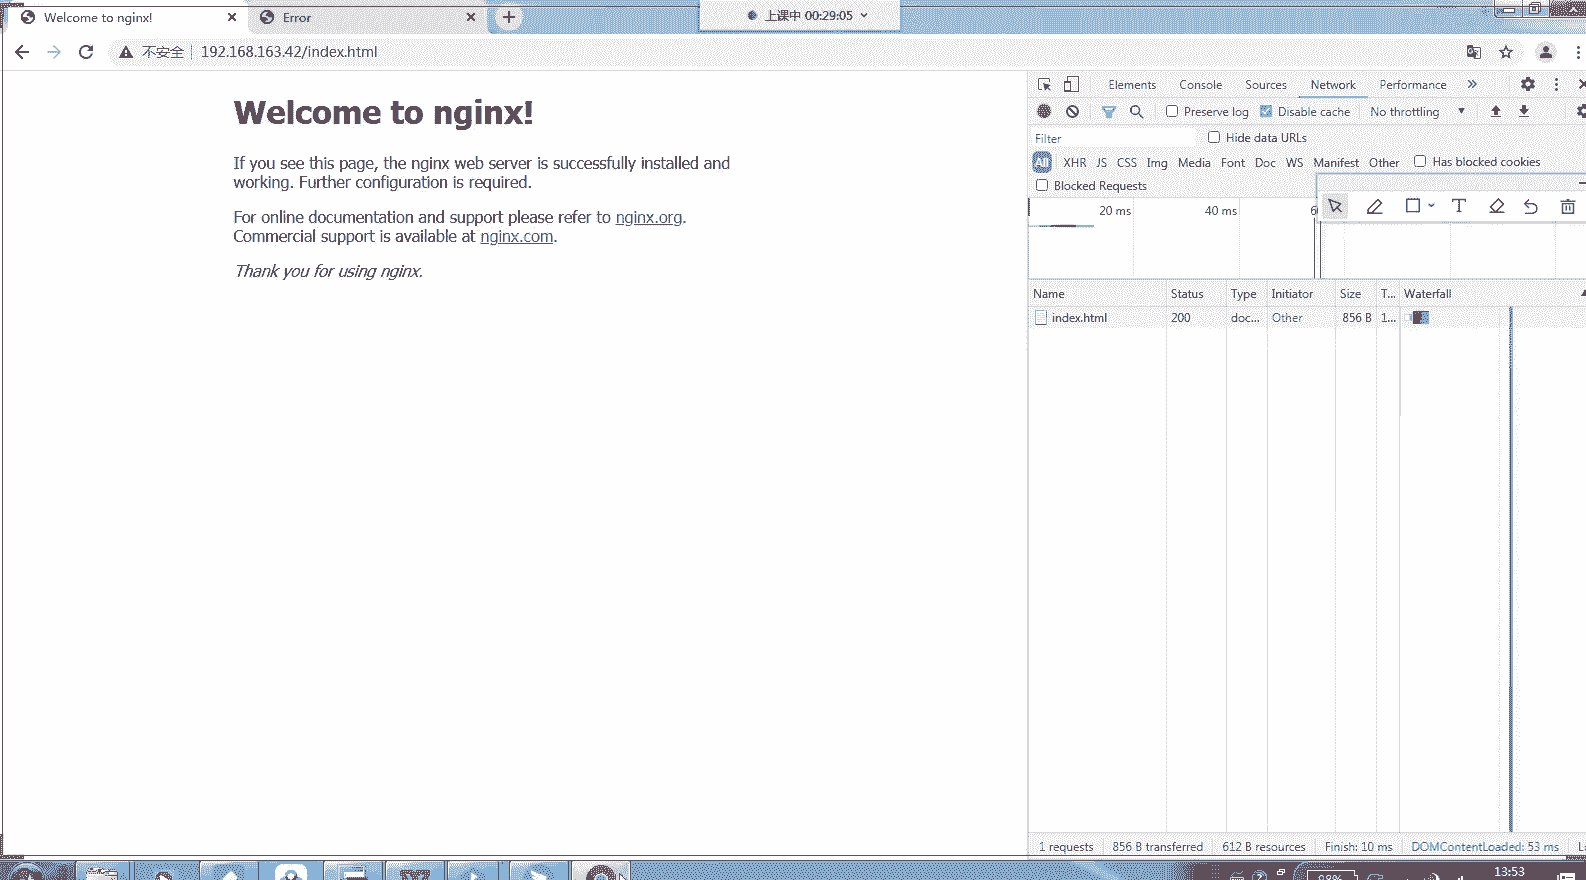 Welcome to nginx!
Error
上课中 00:29:05
不安全 192.168.163.42/index.html
Welcome to nginx!
If you see this page, the nginx web server is successfully installed and
working. Further configuration is required.
For online documentation and support please refer to nginx.org.
Commercial support is available at nginx.com.
Thank you for using nginx.
Elements Console Sources Network Performance
Preserve log Disable cache No throttling
Filter Hide data URLs
All XHR JS CSS Img Media Font Doc WS Manifest Other Has blocked cookies
Blocked Requests
20 ms 40 ms
T
Name Status Type Initiator Size T... Waterfall
index.html 200 doc... Other 856 B 1...
1 requests 856 B transferred 612 B resources Finish: 10 ms DOMContentLoaded: 53 ms
13:53